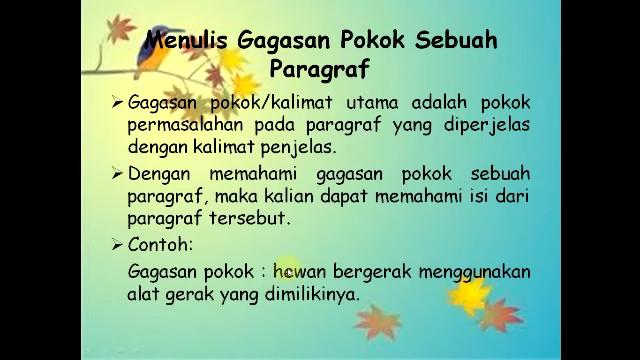 Menulis Gagasan Pokok Sebuah
Paragraf
➢ Gagasan pokok/kalimat utama adalah pokok
permasalahan pada paragraf yang diperjelas
dengan kalimat penjelas.
➢ Dengan memahami gagasan pokok sebuah
paragraf, maka kalian dapat memahami isi dari
paragraf tersebut.
➢ Contoh:
Gagasan pokok : hewan bergerak menggunakan
alat gerak yang dimilikinya.